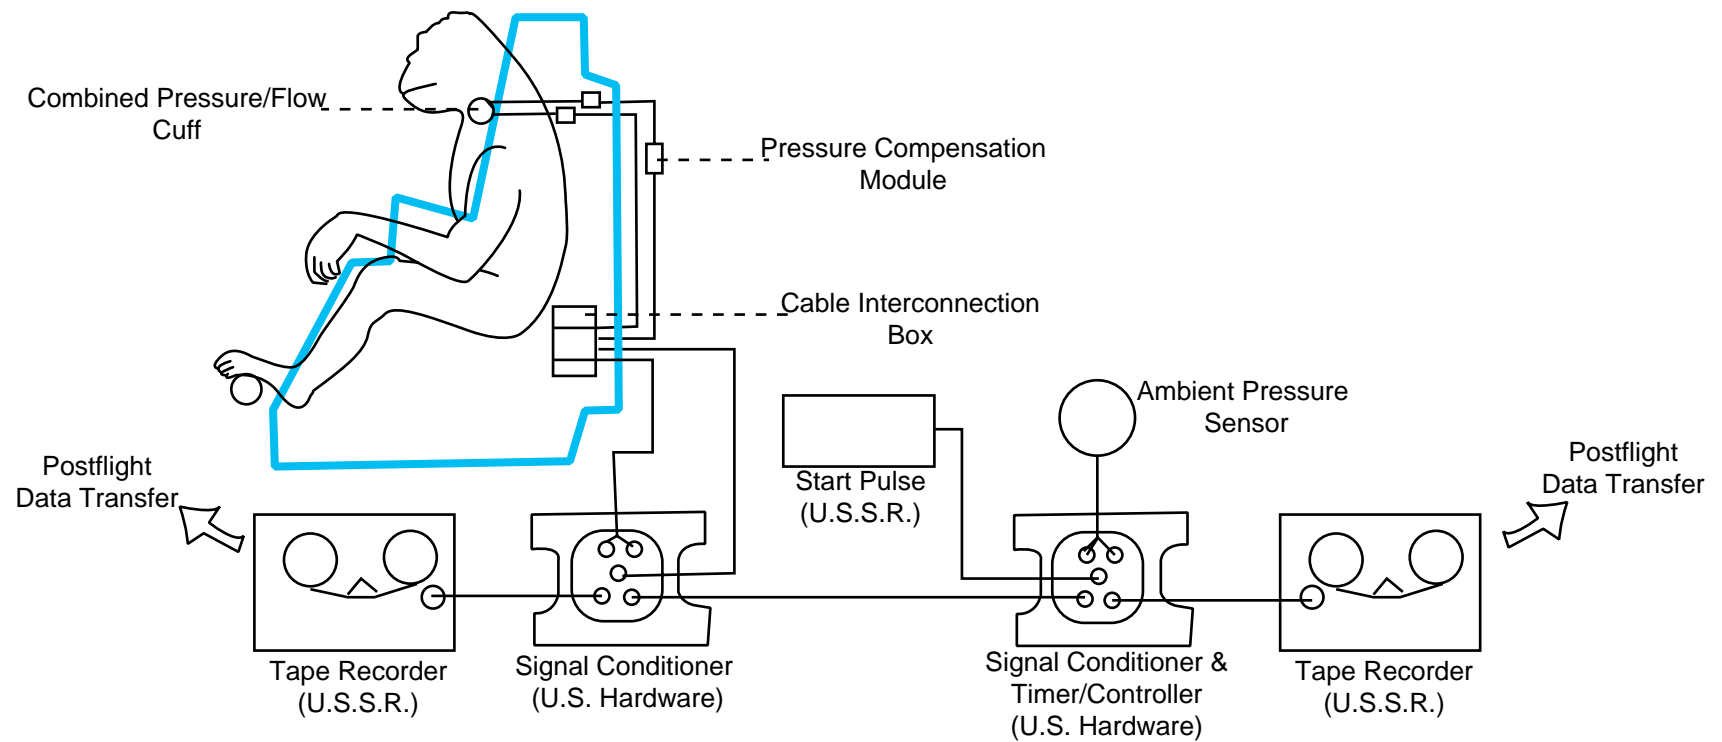 Combined Pressure/Flow
Cuff
Pressure Compensation
Module
Cable Interconnection
Box
Ambient Pressure
Sensor
Start Pulse
(U.S.S.R.)
Postflight
Data Transfer
Postflight
Data Transfer
Tape Recorder
(U.S.S.R.)
Signal Conditioner
(U.S. Hardware)
Signal Conditioner &
Timer/Controller
(U.S. Hardware)
Tape Recorder
(U.S.S.R.)